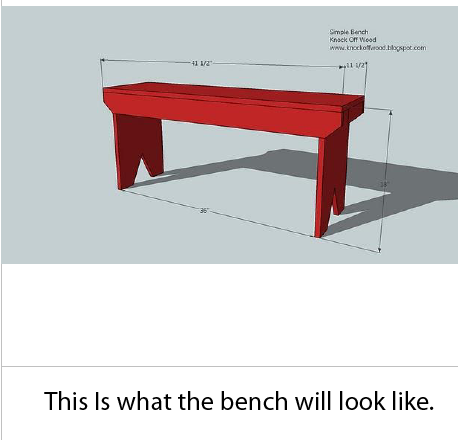 Simple Bench
Knock Off Wood
www.knockoffwood.blogspot.com
41 1/2"
11 1/2"
36"
This Is what the bench will look like.